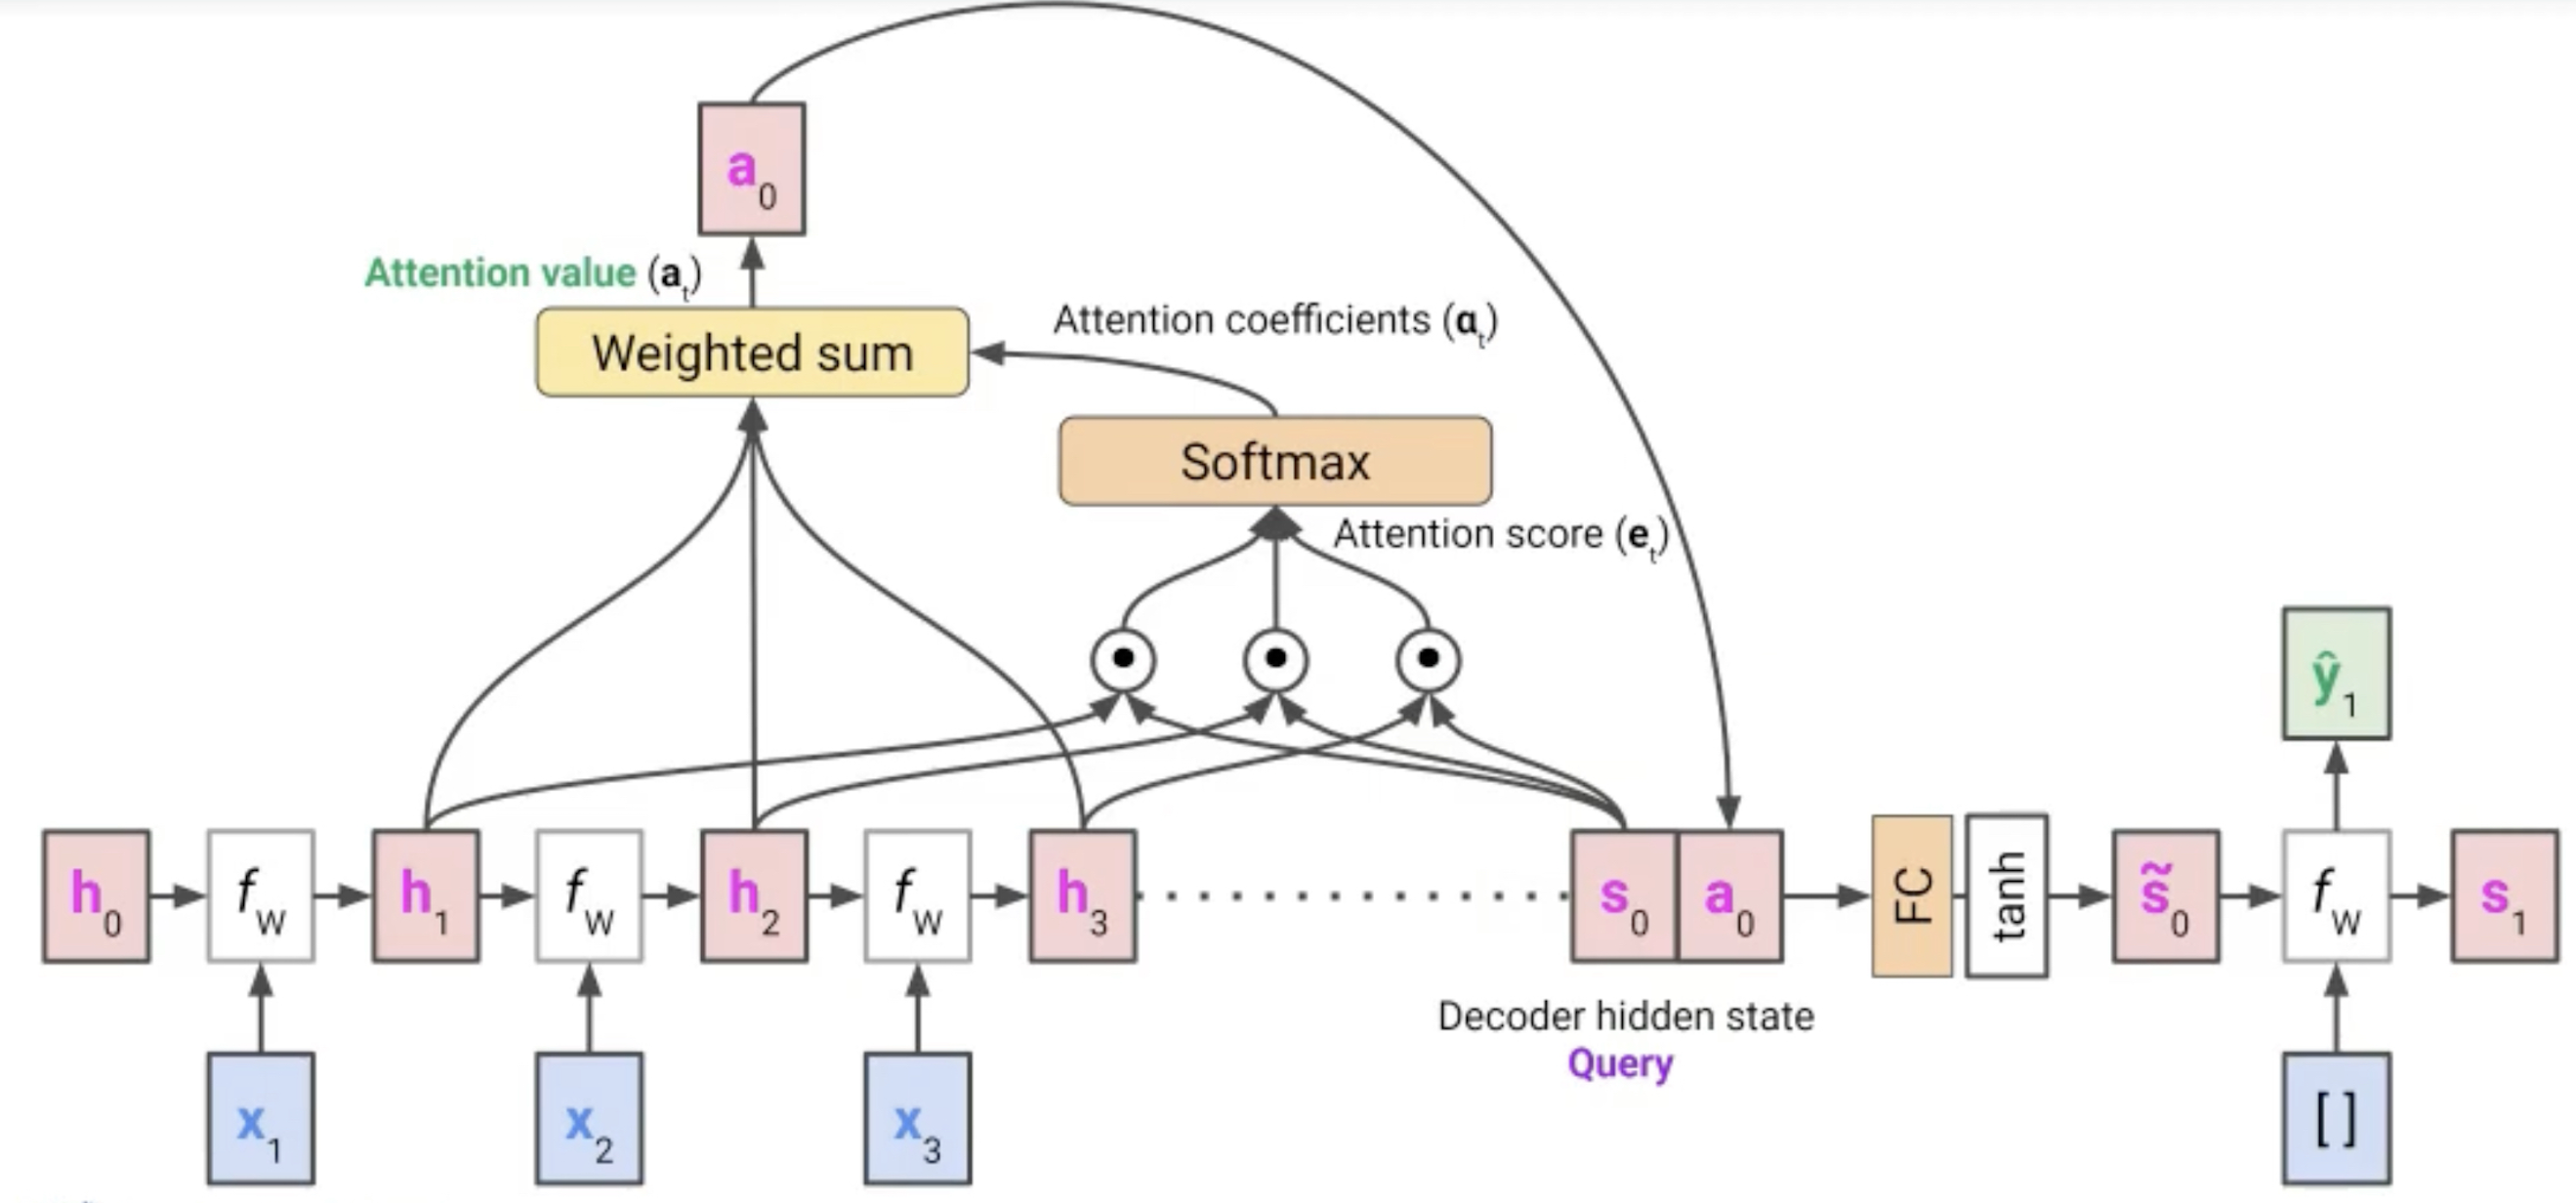 a0
Attention value (at)
Attention coefficients (αt)
Weighted sum
Softmax
Attention score (et)
ŷ1
h0
fW
h1
fW
h2
fW
h3
s0
a0
FC
tanh
s̃0
fW
s1
Decoder hidden state
Query
x1
x2
x3
[ ]